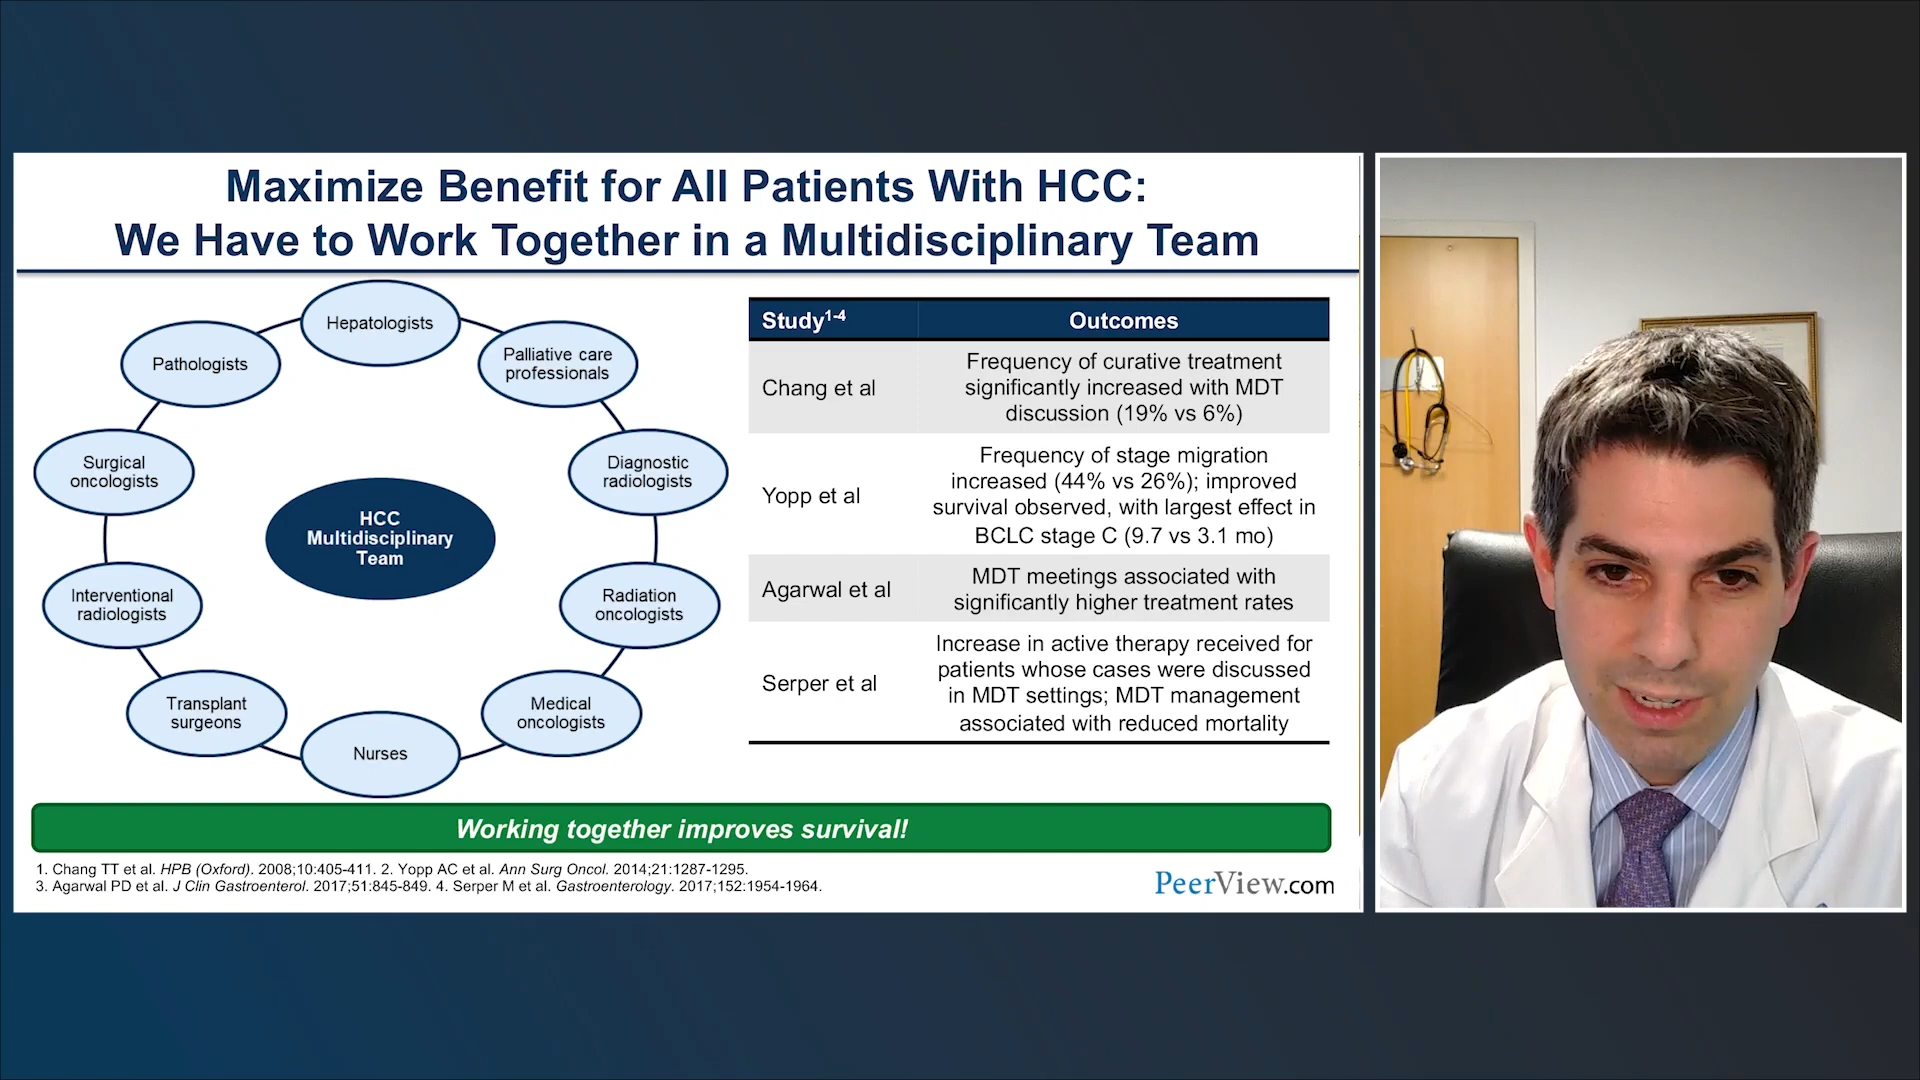 Maximize Benefit for All Patients With HCC:
We Have to Work Together in a Multidisciplinary Team
Hepatologists
Palliative care
professionals
Diagnostic
radiologists
Radiation
oncologists
Medical
oncologists
Nurses
Transplant
surgeons
Interventional
radiologists
Surgical
oncologists
Pathologists
HCC
Multidisciplinary
Team
Study1-4
Outcomes
Chang et al
Frequency of curative treatment
significantly increased with MDT
discussion (19% vs 6%)
Yopp et al
Frequency of stage migration
increased (44% vs 26%); improved
survival observed, with largest effect in
BCLC stage C (9.7 vs 3.1 mo)
Agarwal et al
MDT meetings associated with
significantly higher treatment rates
Serper et al
Increase in active therapy received for
patients whose cases were discussed
in MDT settings; MDT management
associated with reduced mortality
Working together improves survival!
1. Chang TT et al. HPB (Oxford). 2008;10:405-411. 2. Yopp AC et al. Ann Surg Oncol. 2014;21:1287-1295.
3. Agarwal PD et al. J Clin Gastroenterol. 2017;51:845-849. 4. Serper M et al. Gastroenterology. 2017;152:1954-1964.
PeerView.com